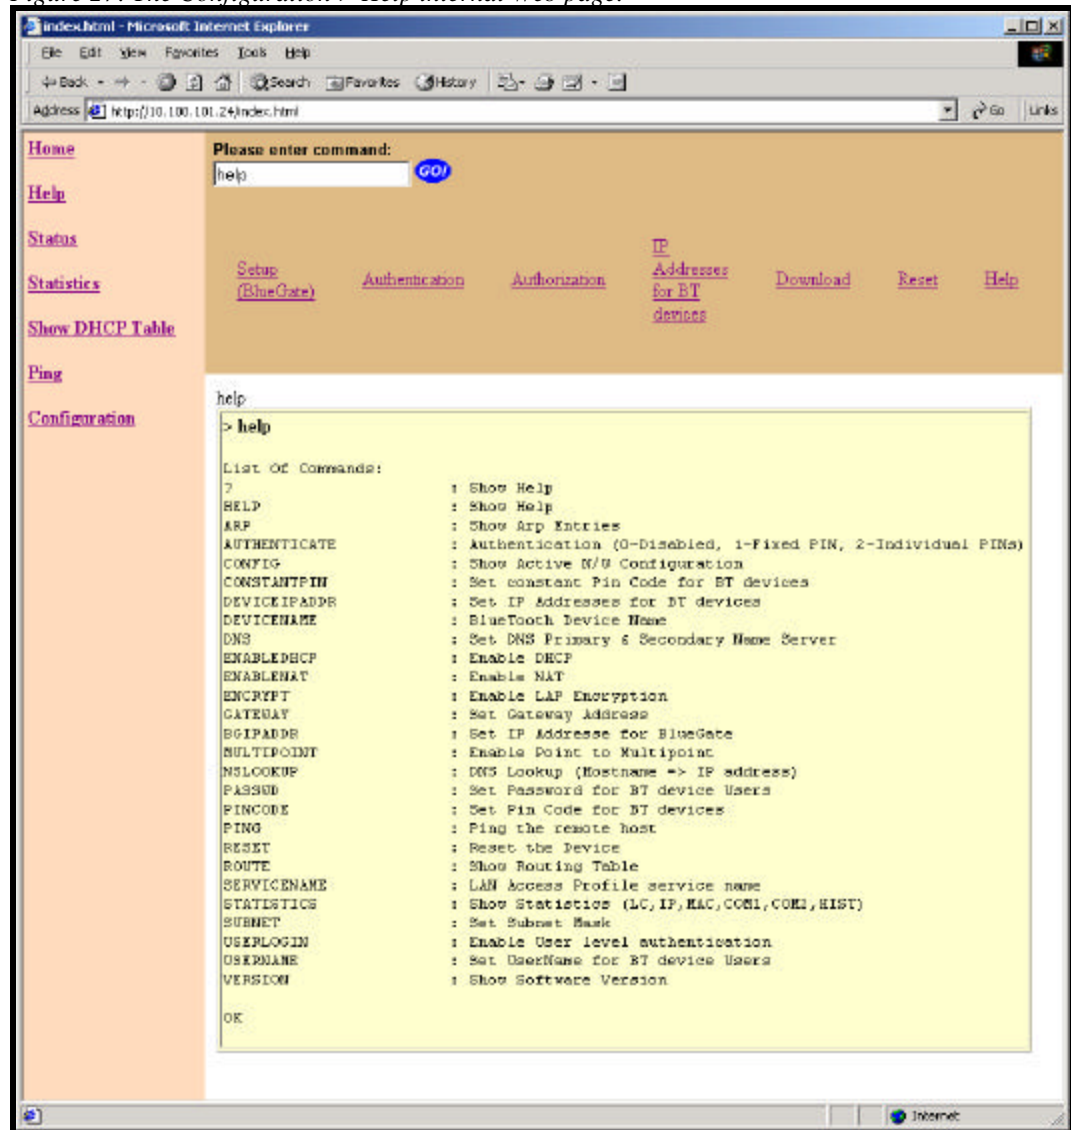 Figure 27: The Configuration / Help internal web page.
index.html - Microsoft Internet Explorer
File Edit View Favorites Tools Help
Back Search Favorites History
Address http://10.100.101.24/index.html Go Links
Home
Help
Status
Statistics
Show DHCP Table
Ping
Configuration
Please enter command:
help GO!
Setup (BlueGate)
Authentication
Authorization
IP Addresses for BT devices
Download
Reset
Help
help
> help
List Of Commands:
? : Show Help
HELP : Show Help
ARP : Show Arp Entries
AUTHENTICATE : Authentication (0-Disabled, 1-Fixed PIN, 2-Individual PINs)
CONFIG : Show Active N/W Configuration
CONSTANTPIN : Set constant Pin Code for BT devices
DEVICEIPADDR : Set IP Addresses for BT devices
DEVICENAME : BlueTooth Device Name
DNS : Set DNS Primary & Secondary Name Server
ENABLEDHCP : Enable DHCP
ENABLENAT : Enable NAT
ENCRYPT : Enable LAP Encryption
GATEWAY : Set Gateway Address
BGIPADDR : Set IP Addresse for BlueGate
MULTIPOINT : Enable Point to Multipoint
NSLOOKUP : DNS Lookup (Hostname => IP address)
PASSWD : Set Password for BT device Users
PINCODE : Set Pin Code for BT devices
PING : Ping the remote host
RESET : Reset the Device
ROUTE : Show Routing Table
SERVICENAME : LAN Access Profile service name
STATISTICS : Show Statistics (LC,IP,MAC,COM1,COM2,HIST)
SUBNET : Set Subnet Mask
USERLOGIN : Enable User level authentication
USERNAME : Set UserName for BT device Users
VERSION : Show Software Version
OK
Internet